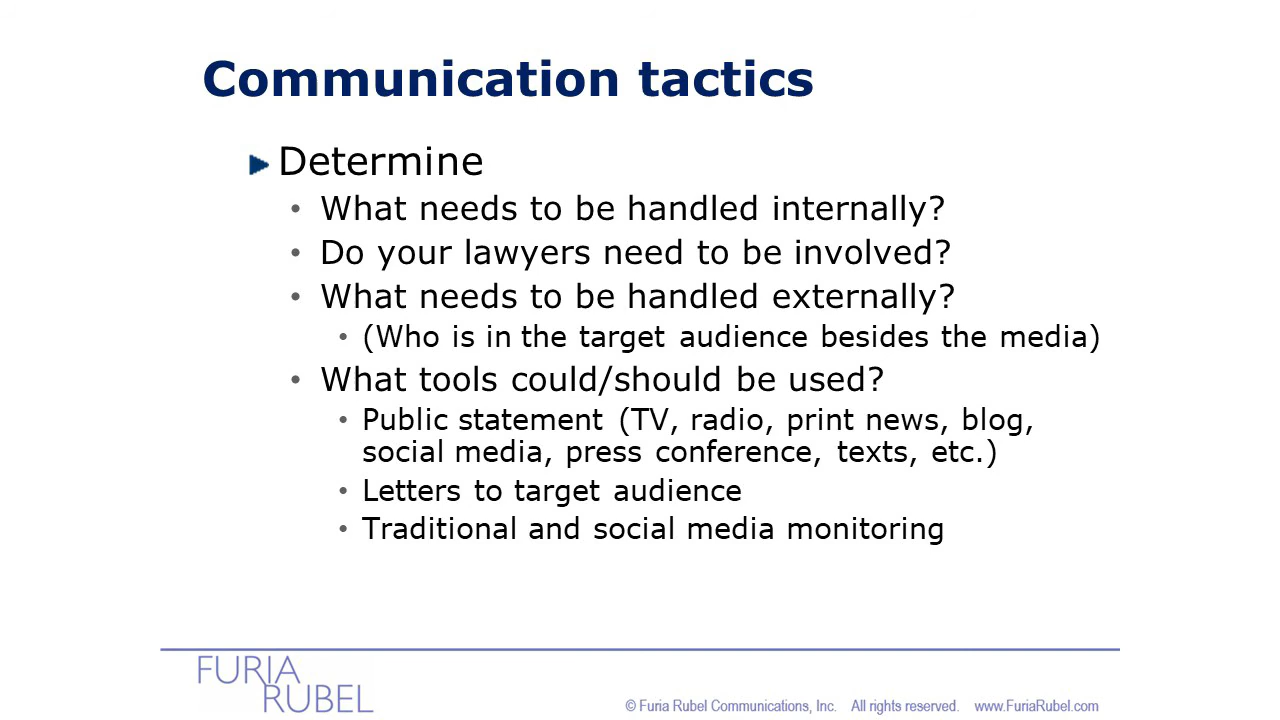 Communication tactics
Determine
• What needs to be handled internally?
• Do your lawyers need to be involved?
• What needs to be handled externally?
• (Who is in the target audience besides the media)
• What tools could/should be used?
• Public statement (TV, radio, print news, blog,
social media, press conference, texts, etc.)
• Letters to target audience
• Traditional and social media monitoring
FURIA
RUBEL
© Furia Rubel Communications, Inc. All rights reserved. www.FuriaRubel.com